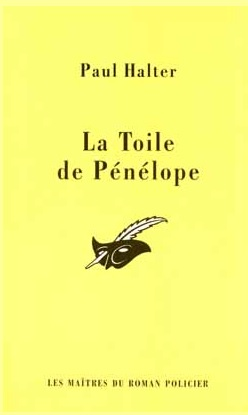 Paul Halter
La Toile
de Pénélope
LES MAÎTRES DU ROMAN POLICIER